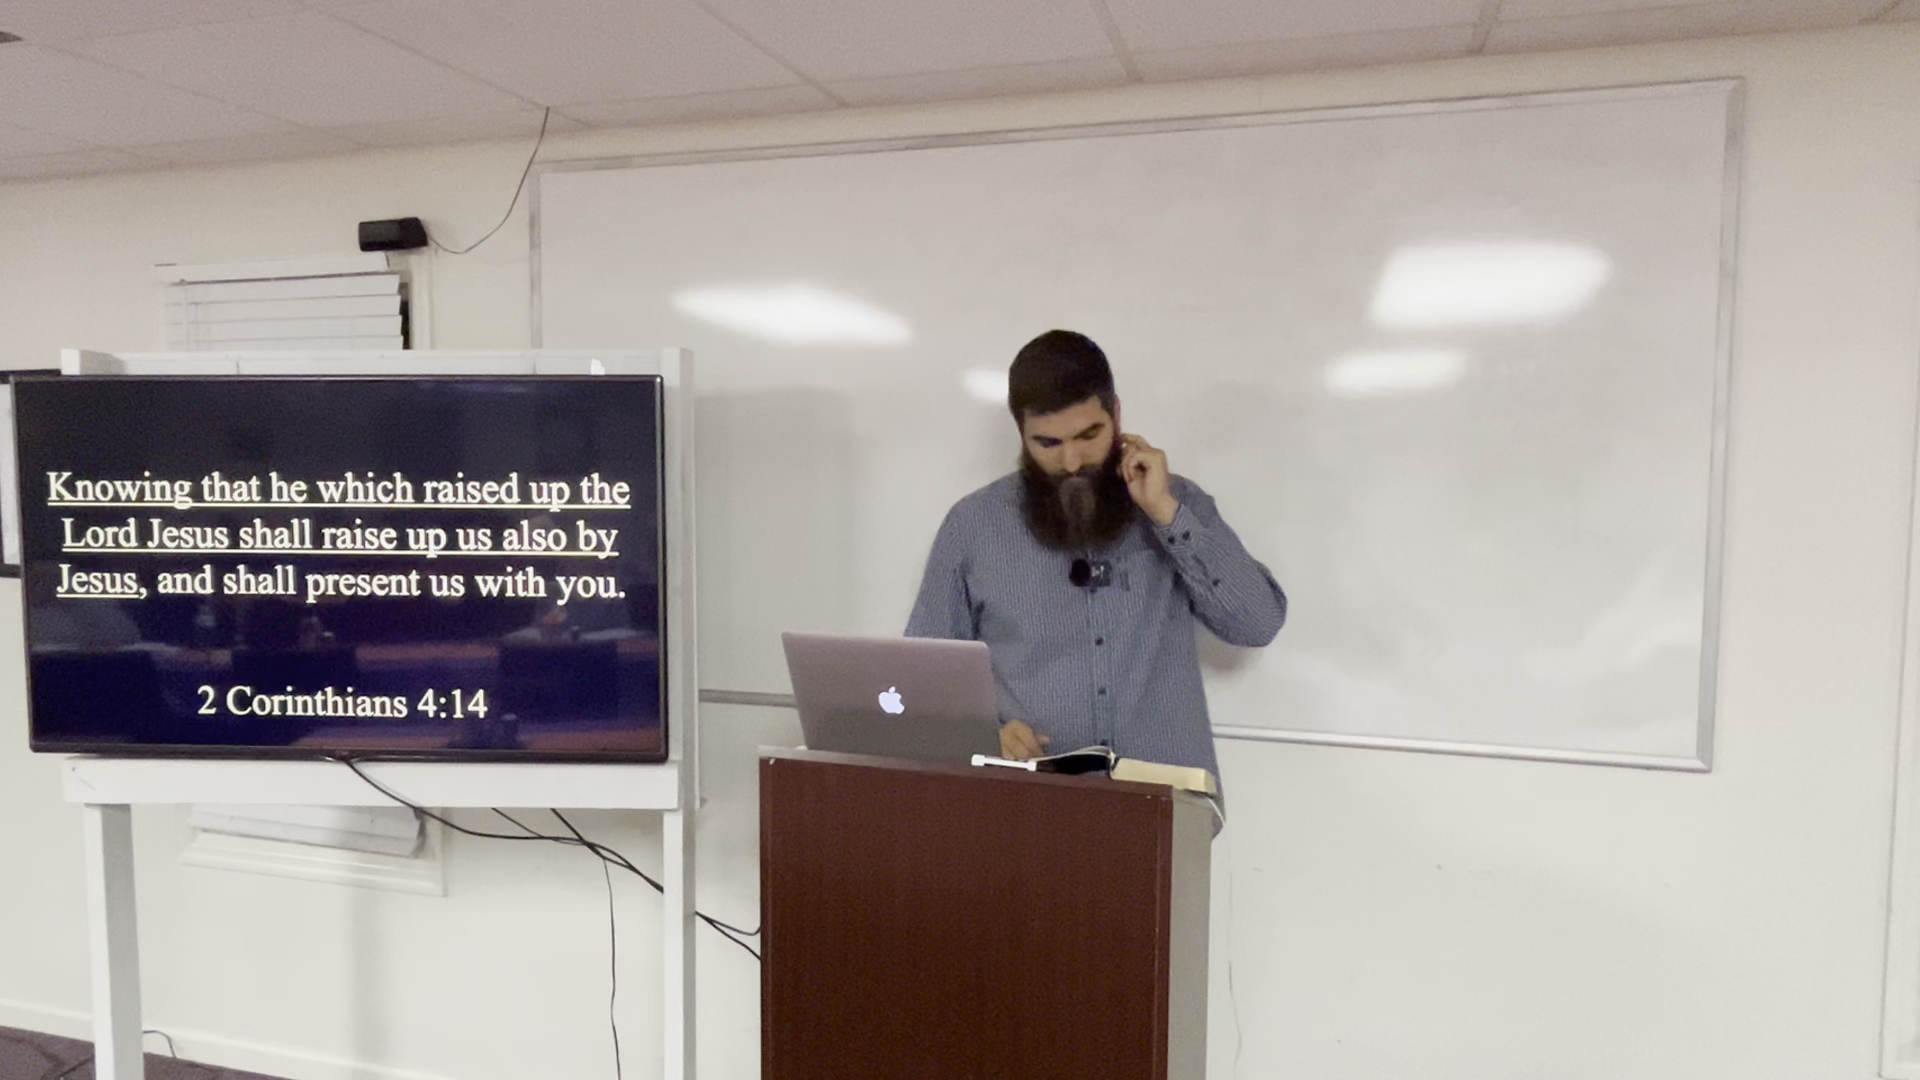 Knowing that he which raised up the
Lord Jesus shall raise up us also by
Jesus, and shall present us with you.
2 Corinthians 4:14